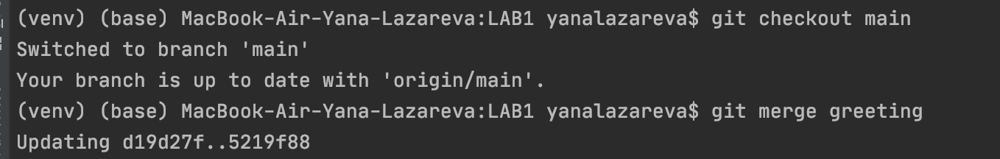 (venv) (base) MacBook-Air-Yana-Lazareva:LAB1 yanalazareva$ git checkout main
Switched to branch 'main'
Your branch is up to date with 'origin/main'.
(venv) (base) MacBook-Air-Yana-Lazareva:LAB1 yanalazareva$ git merge greeting
Updating d19d27f..5219f88